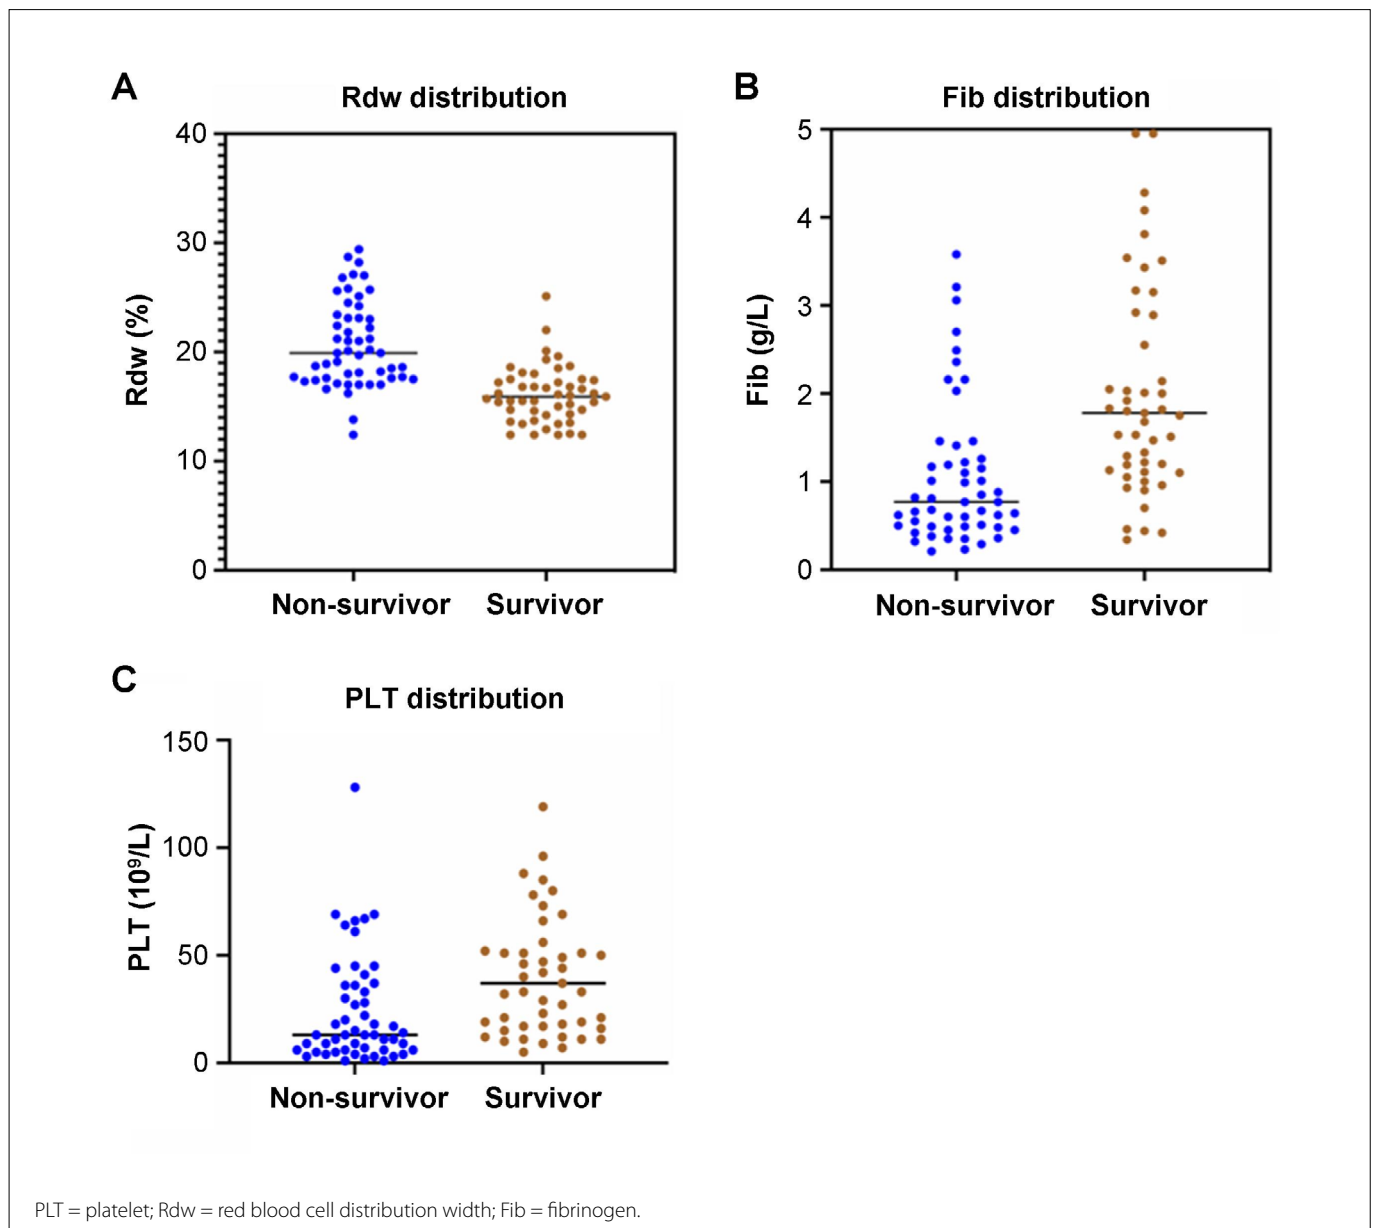 A
Rdw distribution
40
30
20
10
0
Rdw (%)
Non-survivor Survivor
B
Fib distribution
5
4
3
2
1
0
Fib (g/L)
Non-survivor Survivor
C
PLT distribution
150
100
50
0
PLT (10⁹/L)
Non-survivor Survivor
PLT = platelet; Rdw = red blood cell distribution width; Fib = fibrinogen.